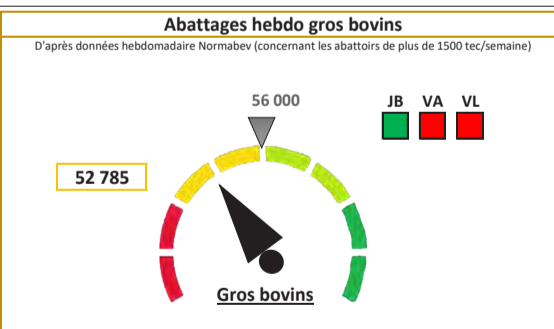 Abattages hebdo gros bovins
D'après données hebdomadaire Normabev (concernant les abattoirs de plus de 1500 tec/semaine)
56 000
JB VA VL
52 785
Gros bovins